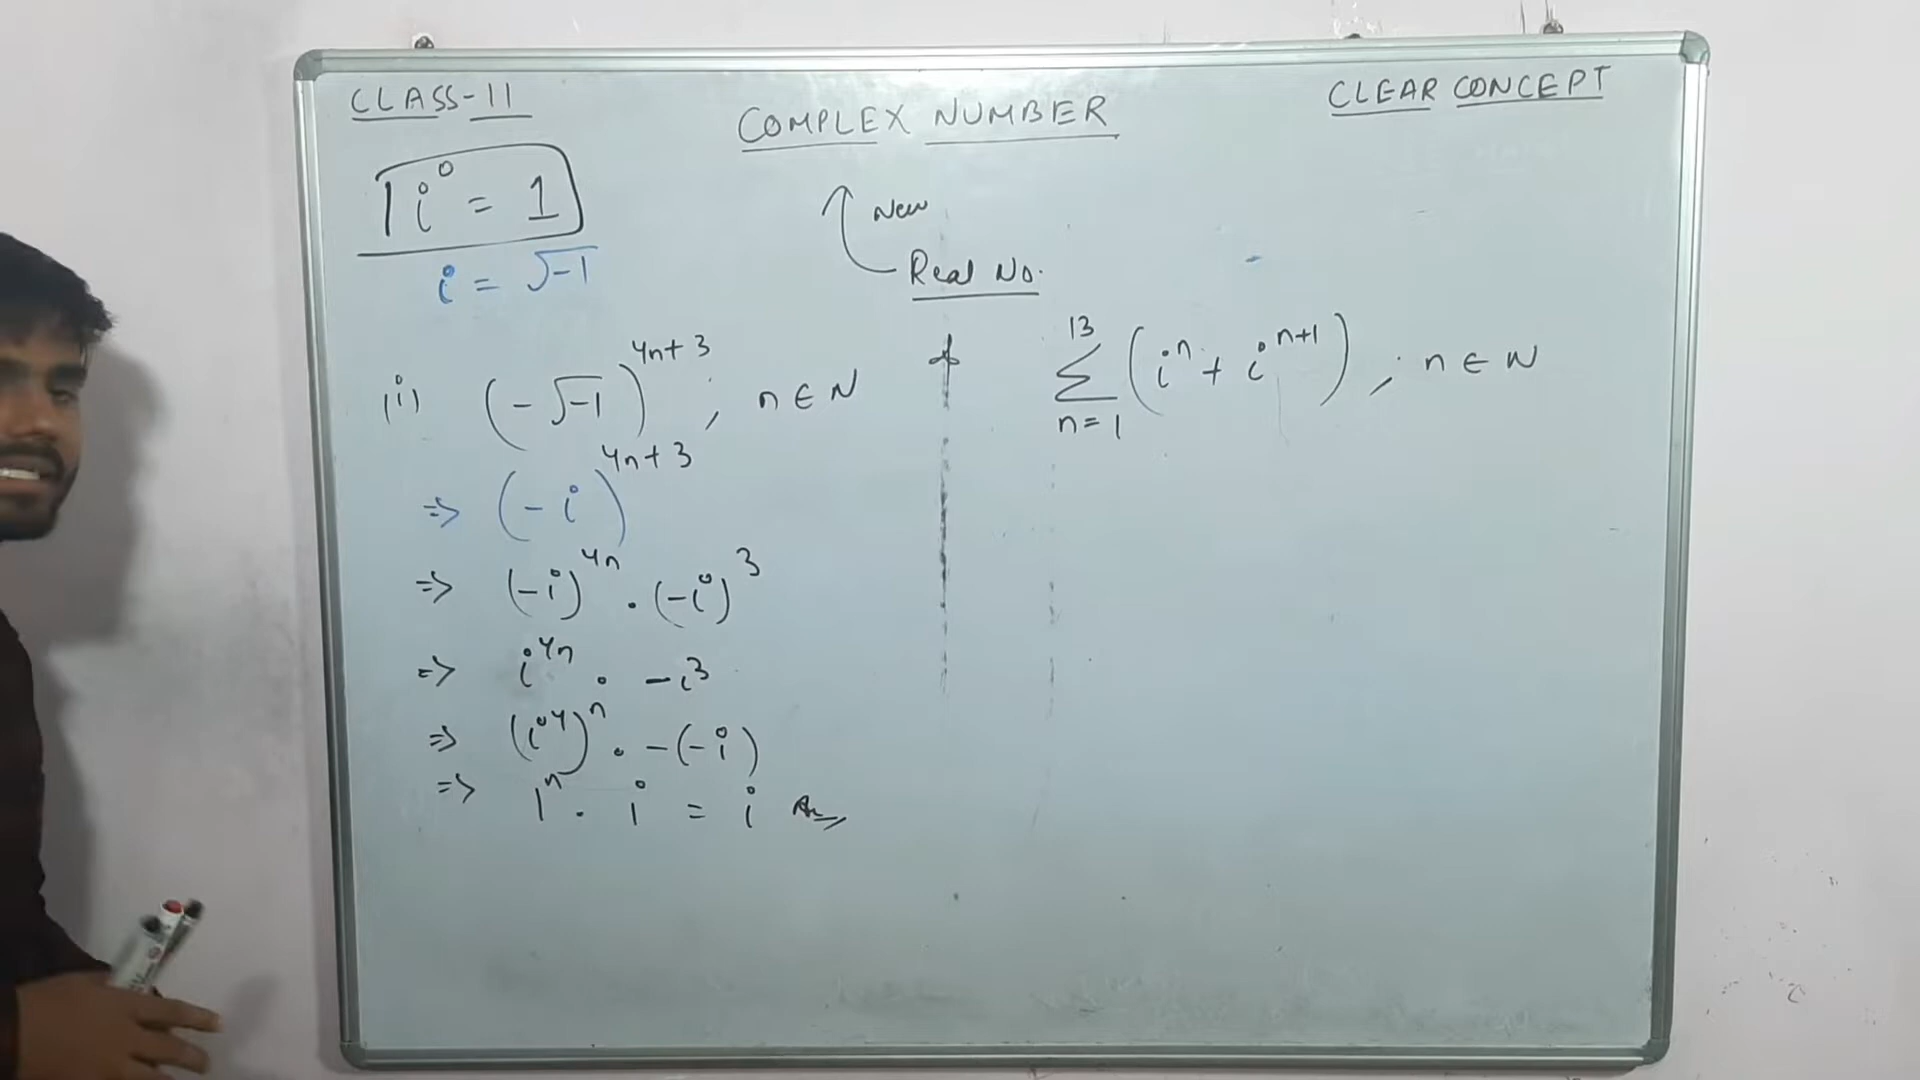 CLASS-11
COMPLEX NUMBER
CLEAR CONCEPT
i⁰ = 1
i = √-1
New
Real No.
(i) (-√-1)^{4n+3} , n ∈ N
⇒ (-i)^{4n+3}
⇒ (-i)^{4n} . (-i)^3
⇒ i^{4n} . -i^3
⇒ (i^4)^n . -(-i)
⇒ 1^n . i = i Ans
∑_{n=1}^{13} (i^n + i^{n+1}) ; n ∈ N